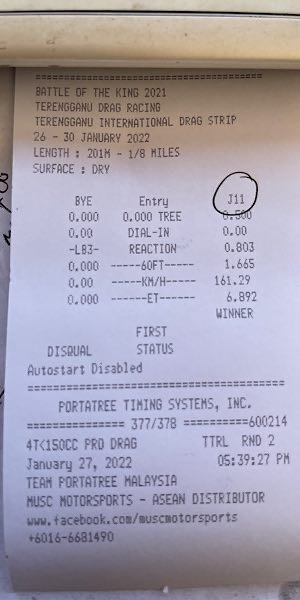 ==========================================
BATTLE OF THE KING 2021
TERENGGANU DRAG RACING
TERENGGANU INTERNATIONAL DRAG STRIP
26 - 30 JANUARY 2022
LENGTH : 201M - 1/8 MILES
SURFACE : DRY
BYE Entry J11
0.000 0.000 TREE 0.500
0.00 DIAL-IN 0.00
-LB3- REACTION 0.803
0.000 -----60FT----- 1.665
0.00 -----KM/H----- 161.29
0.000 ------ET------ 6.892
WINNER
FIRST
DISQUAL STATUS
Autostart Disabled
==========================================
PORTATREE TIMING SYSTEMS, INC.
=============== 377/378 ==========600214
4TK150CC PRO DRAG TTRL RND 2
January 27, 2022 05:39:27 PM
TEAM PORTATREE MALAYSIA
MUSC MOTORSPORTS - ASEAN DISTRIBUTOR
www.facebook.com/muscmotorsports
+6016-6681490